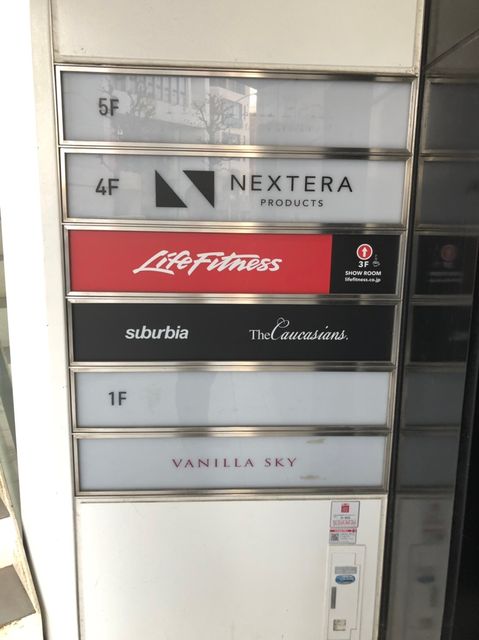 5F
4F
NEXTERA
PRODUCTS
LifeFitness
3F
SHOW ROOM
lifefitness.co.jp
suburbia
The Caucasians.
1F
VANILLA SKY